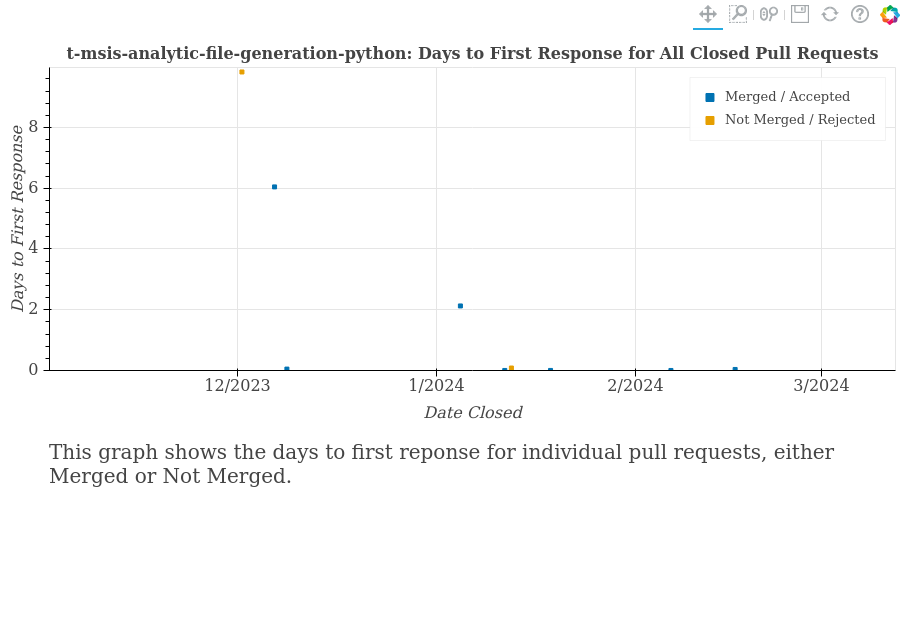 t-msis-analytic-file-generation-python: Days to First Response for All Closed Pull Requests
Merged / Accepted
Not Merged / Rejected
Days to First Response
8
6
4
2
0
12/2023
1/2024
2/2024
3/2024
Date Closed
This graph shows the days to first reponse for individual pull requests, either
Merged or Not Merged.